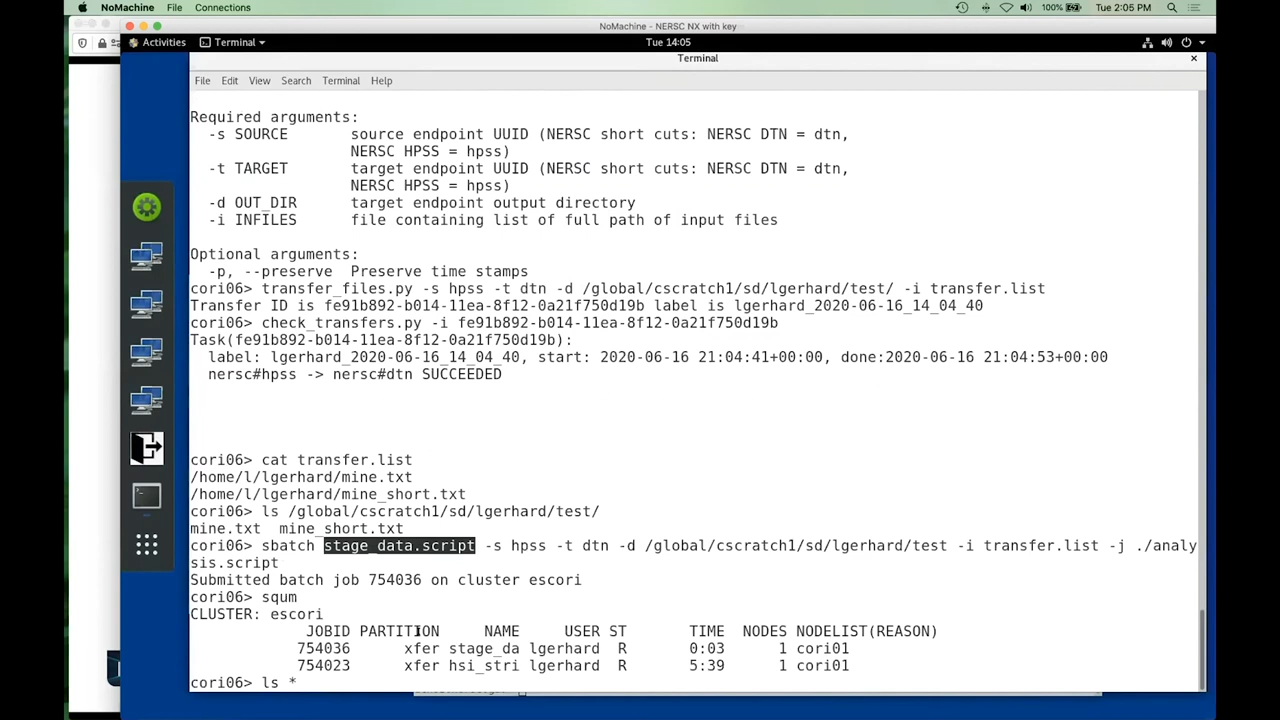 NoMachine File Connections 100% Tue 2:05 PM
NoMachine - NERSC NX with key
Activities Terminal Tue 14:05
Terminal
File Edit View Search Terminal Help
Required arguments:
-s SOURCE source endpoint UUID (NERSC short cuts: NERSC DTN = dtn,
NERSC HPSS = hpss)
-t TARGET target endpoint UUID (NERSC short cuts: NERSC DTN = dtn,
NERSC HPSS = hpss)
-d OUT_DIR target endpoint output directory
-i INFILES file containing list of full path of input files
Optional arguments:
-p, --preserve Preserve time stamps
cori06> transfer_files.py -s hpss -t dtn -d /global/cscratch1/sd/lgerhard/test/ -i transfer.list
Transfer ID is fe91b892-b014-11ea-8f12-0a21f750d19b label is lgerhard_2020-06-16_14_04_40
cori06> check_transfers.py -i fe91b892-b014-11ea-8f12-0a21f750d19b
Task(fe91b892-b014-11ea-8f12-0a21f750d19b):
label: lgerhard_2020-06-16_14_04_40, start: 2020-06-16 21:04:41+00:00, done:2020-06-16 21:04:53+00:00
nersc#hpss -> nersc#dtn SUCCEEDED
cori06> cat transfer.list
/home/l/lgerhard/mine.txt
/home/l/lgerhard/mine_short.txt
cori06> ls /global/cscratch1/sd/lgerhard/test/
mine.txt mine_short.txt
cori06> sbatch stage_data.script -s hpss -t dtn -d /global/cscratch1/sd/lgerhard/test -i transfer.list -j ./analy
sis.script
Submitted batch job 754036 on cluster escori
cori06> squm
CLUSTER: escori
JOBID PARTITION NAME USER ST TIME NODES NODELIST(REASON)
754036 xfer stage_da lgerhard R 0:03 1 cori01
754023 xfer hsi_stri lgerhard R 5:39 1 cori01
cori06> ls *